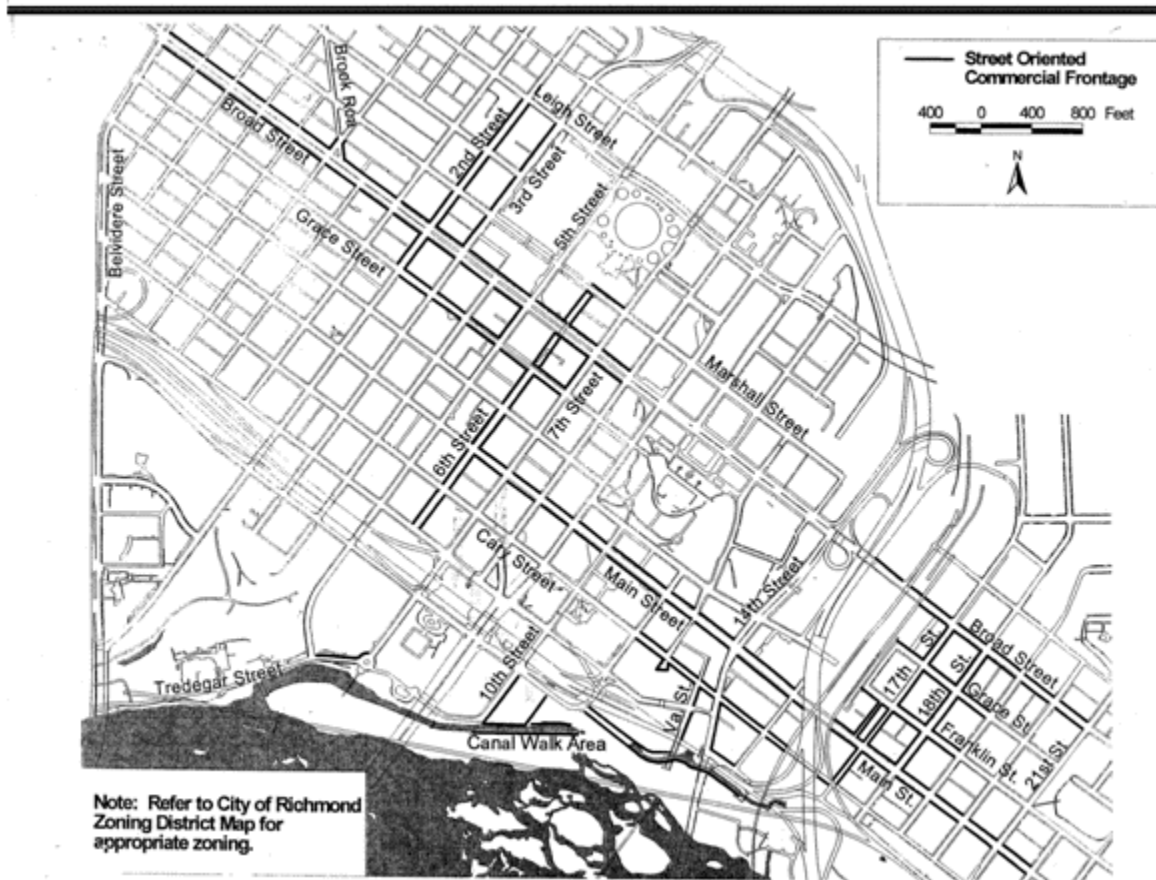 Street Oriented
Commercial Frontage
400 0 400 800 Feet
N
Brook Roa
Broad Street
2nd Street
Leigh Street
3rd Street
5th Street
Belvidere Street
Grace Street
Marshall Street
7th Street
6th Street
Cary Street
Main Street
14th Street
10th Street
Tredegar Street
Va St
Canal Walk Area
Broad Street
17th St.
18th St.
Grace St.
Franklin St.
21st St
Main St.
Note: Refer to City of Richmond
Zoning District Map for
appropriate zoning.